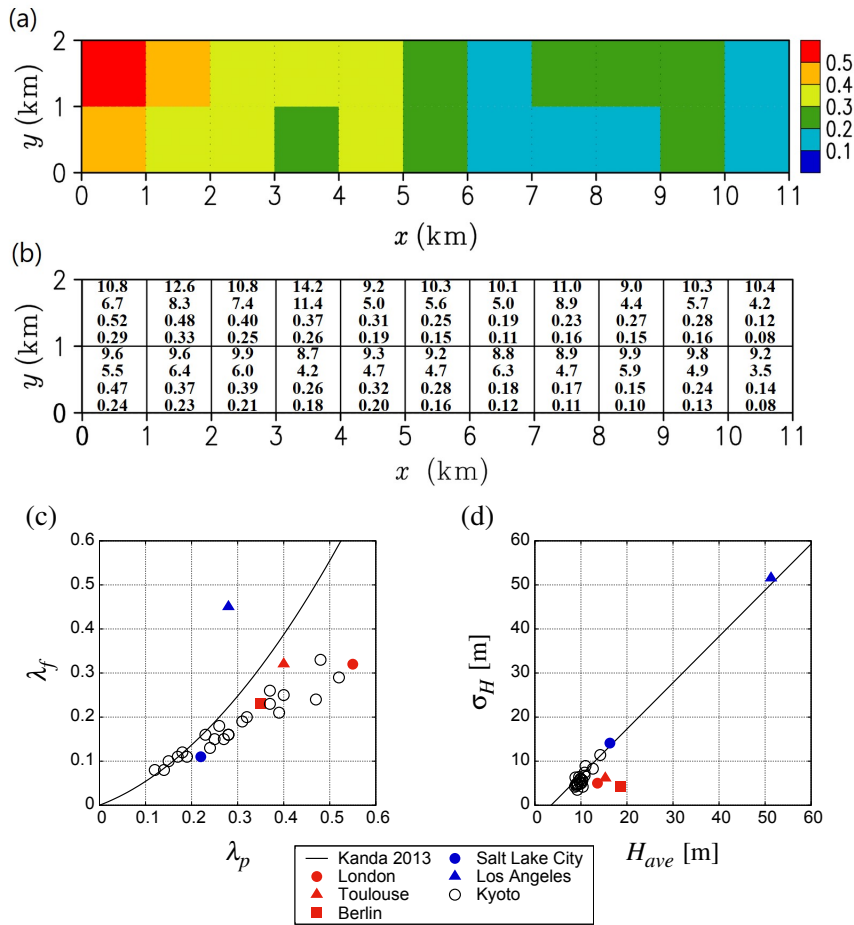 (a)
2
1
0
y (km)
0 1 2 3 4 5 6 7 8 9 10 11
x (km)
0.5
0.4
0.3
0.2
0.1
(b)
2
1
0
y (km)
10.8 12.6 10.8 14.2 9.2 10.3 10.1 11.0 9.0 10.3 10.4
6.7 8.3 7.4 11.4 5.0 5.6 5.0 8.9 4.4 5.7 4.2
0.52 0.48 0.40 0.37 0.31 0.25 0.19 0.23 0.27 0.28 0.12
0.29 0.33 0.25 0.26 0.19 0.15 0.11 0.16 0.15 0.16 0.08
9.6 9.6 9.9 8.7 9.3 9.2 8.8 8.9 9.9 9.8 9.2
5.5 6.4 6.0 4.2 4.7 4.7 6.3 4.7 5.9 4.9 3.5
0.47 0.37 0.39 0.26 0.32 0.28 0.18 0.17 0.15 0.24 0.14
0.24 0.23 0.21 0.18 0.20 0.16 0.12 0.11 0.10 0.13 0.08
0 1 2 3 4 5 6 7 8 9 10 11
x (km)
(c)
0.6
0.5
0.4
0.3
0.2
0.1
0
λf
0 0.1 0.2 0.3 0.4 0.5 0.6
λp
(d)
60
50
40
30
20
10
0
σH [m]
0 10 20 30 40 50 60
Have [m]
Kanda 2013
London
Toulouse
Berlin
Salt Lake City
Los Angeles
Kyoto